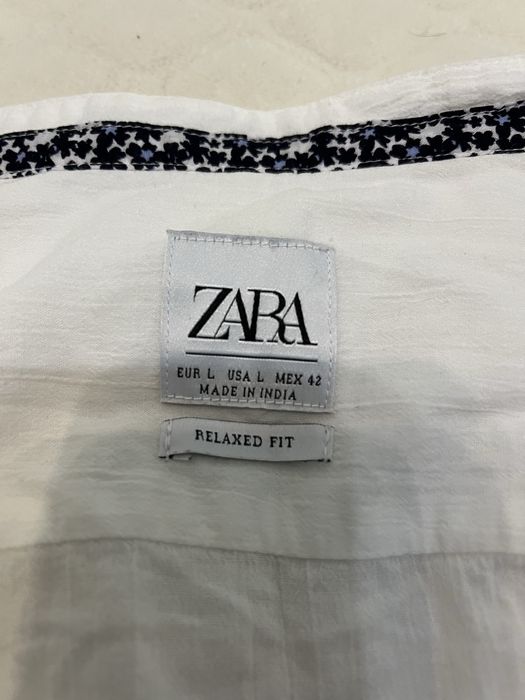 ZARA
EUR L USA L MEX 42
MADE IN INDIA
RELAXED FIT